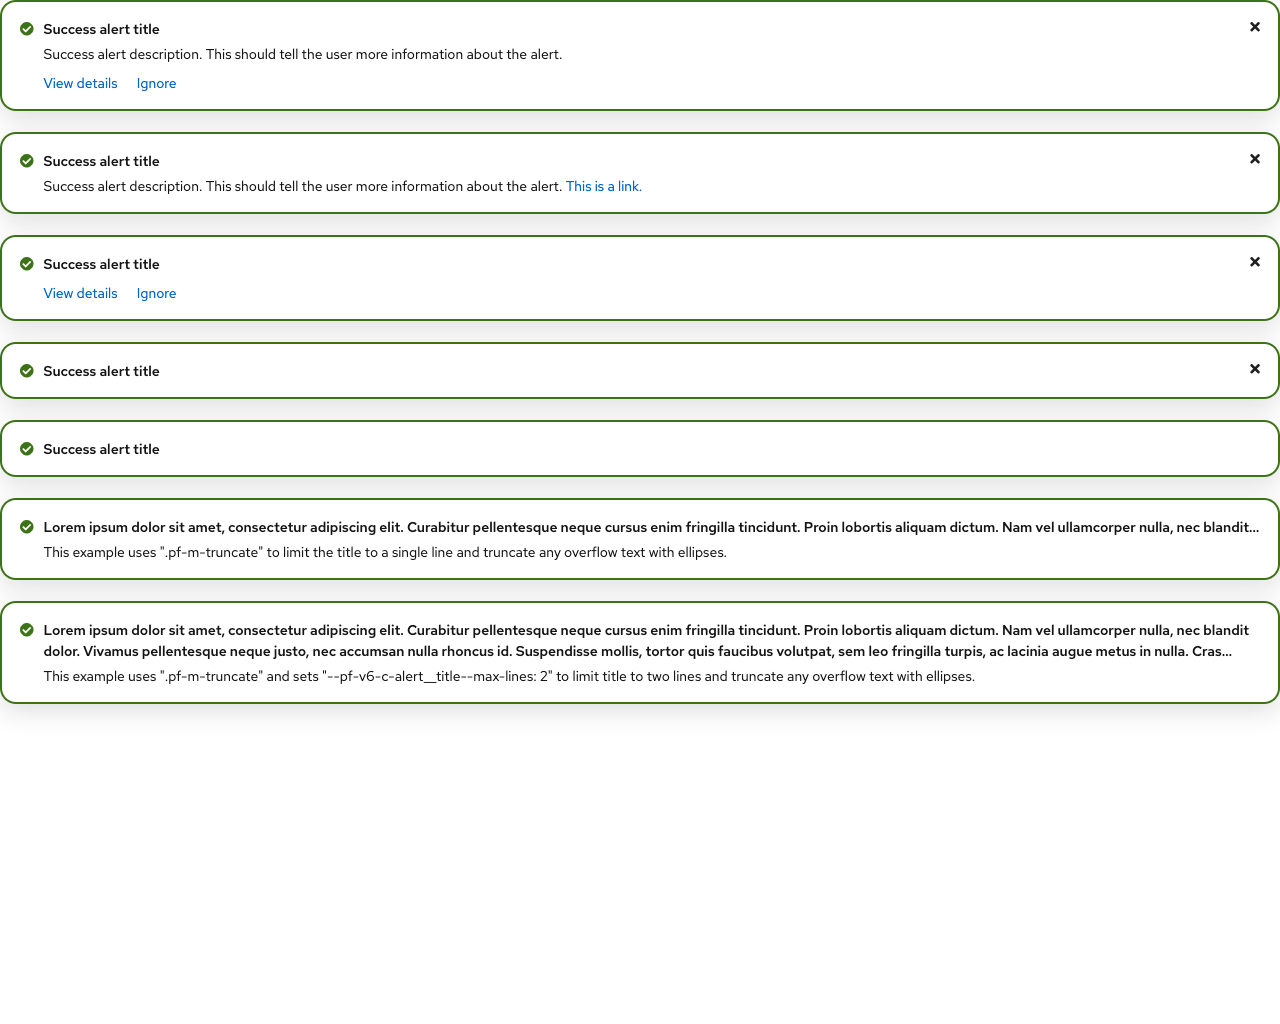 Success alert title
Success alert description. This should tell the user more information about the alert.
View details Ignore
Success alert title
Success alert description. This should tell the user more information about the alert. This is a link.
Success alert title
View details Ignore
Success alert title
Success alert title
Lorem ipsum dolor sit amet, consectetur adipiscing elit. Curabitur pellentesque neque cursus enim fringilla tincidunt. Proin lobortis aliquam dictum. Nam vel ullamcorper nulla, nec blandit...
This example uses ".pf-m-truncate" to limit the title to a single line and truncate any overflow text with ellipses.
Lorem ipsum dolor sit amet, consectetur adipiscing elit. Curabitur pellentesque neque cursus enim fringilla tincidunt. Proin lobortis aliquam dictum. Nam vel ullamcorper nulla, nec blandit
dolor. Vivamus pellentesque neque justo, nec accumsan nulla rhoncus id. Suspendisse mollis, tortor quis faucibus volutpat, sem leo fringilla turpis, ac lacinia augue metus in nulla. Cras...
This example uses ".pf-m-truncate" and sets "--pf-v6-c-alert__title--max-lines: 2" to limit title to two lines and truncate any overflow text with ellipses.